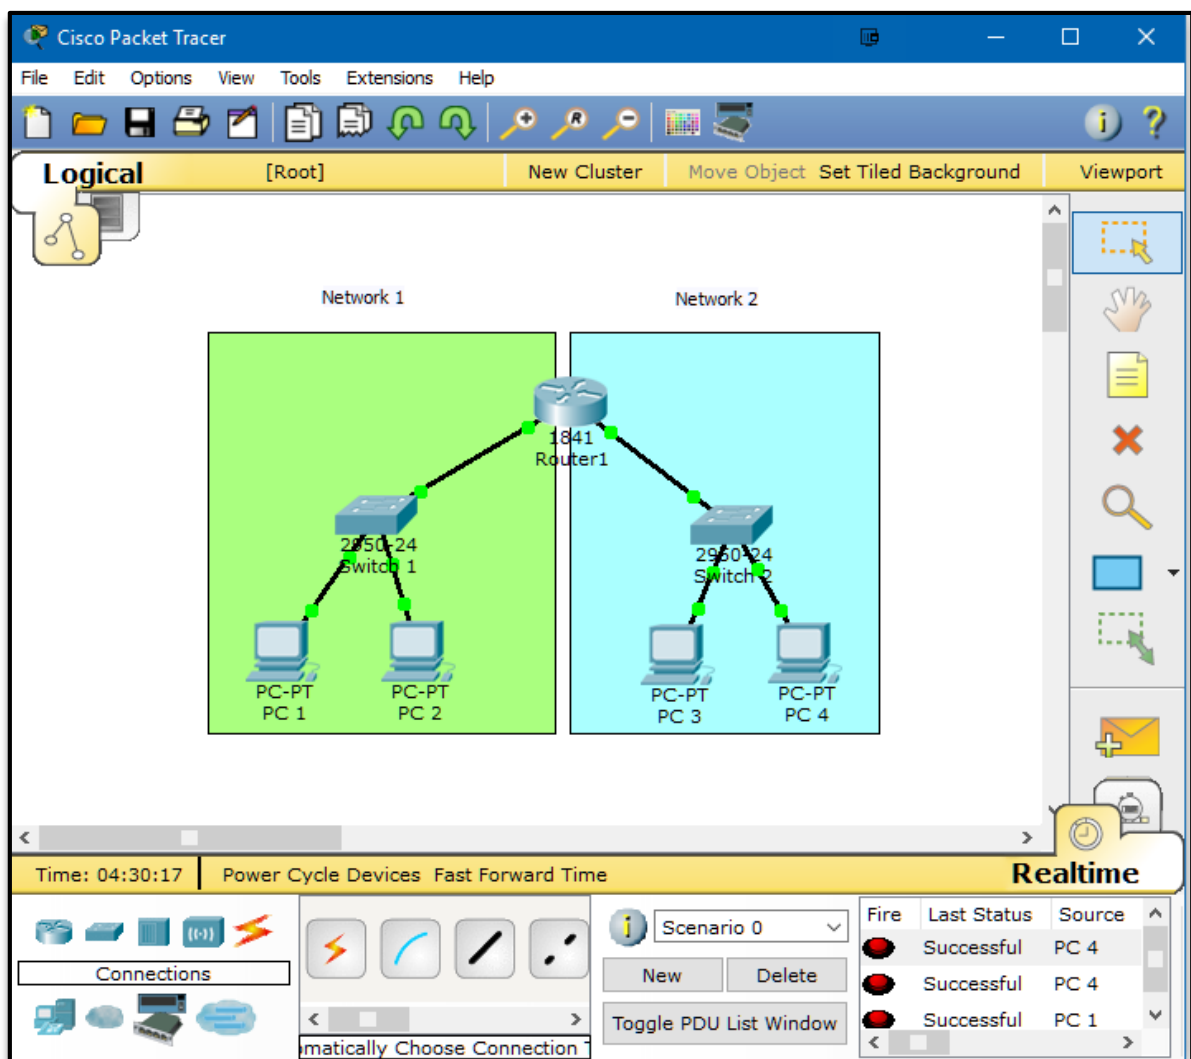 Cisco Packet Tracer
File Edit Options View Tools Extensions Help
R
i ?
Logical [Root] New Cluster Move Object Set Tiled Background Viewport
Network 1 Network 2
1841
Router1
2950-24
Switch 1
2950-24
Switch 2
PC-PT
PC 1
PC-PT
PC 2
PC-PT
PC 3
PC-PT
PC 4
Time: 04:30:17 Power Cycle Devices Fast Forward Time
Realtime
Connections
matically Choose Connection T
i Scenario 0
New Delete
Toggle PDU List Window
Fire Last Status Source
Successful PC 4
Successful PC 4
Successful PC 1